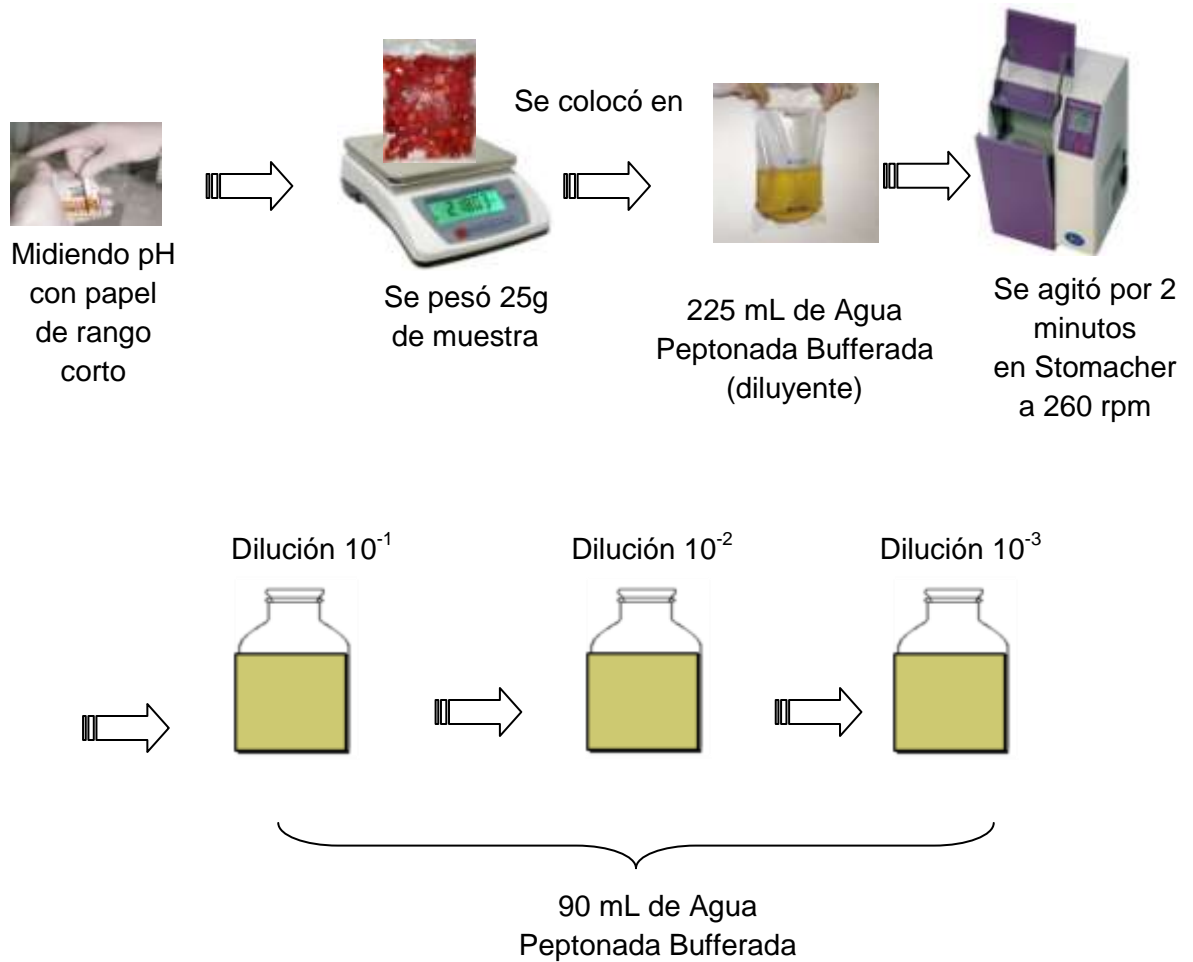 Se colocó en
Midiendo pH
con papel
de rango
corto
Se pesó 25g
de muestra
225 mL de Agua
Peptonada Bufferada
(diluyente)
Se agitó por 2
minutos
en Stomacher
a 260 rpm
Dilución 10⁻¹
Dilución 10⁻²
Dilución 10⁻³
90 mL de Agua
Peptonada Bufferada